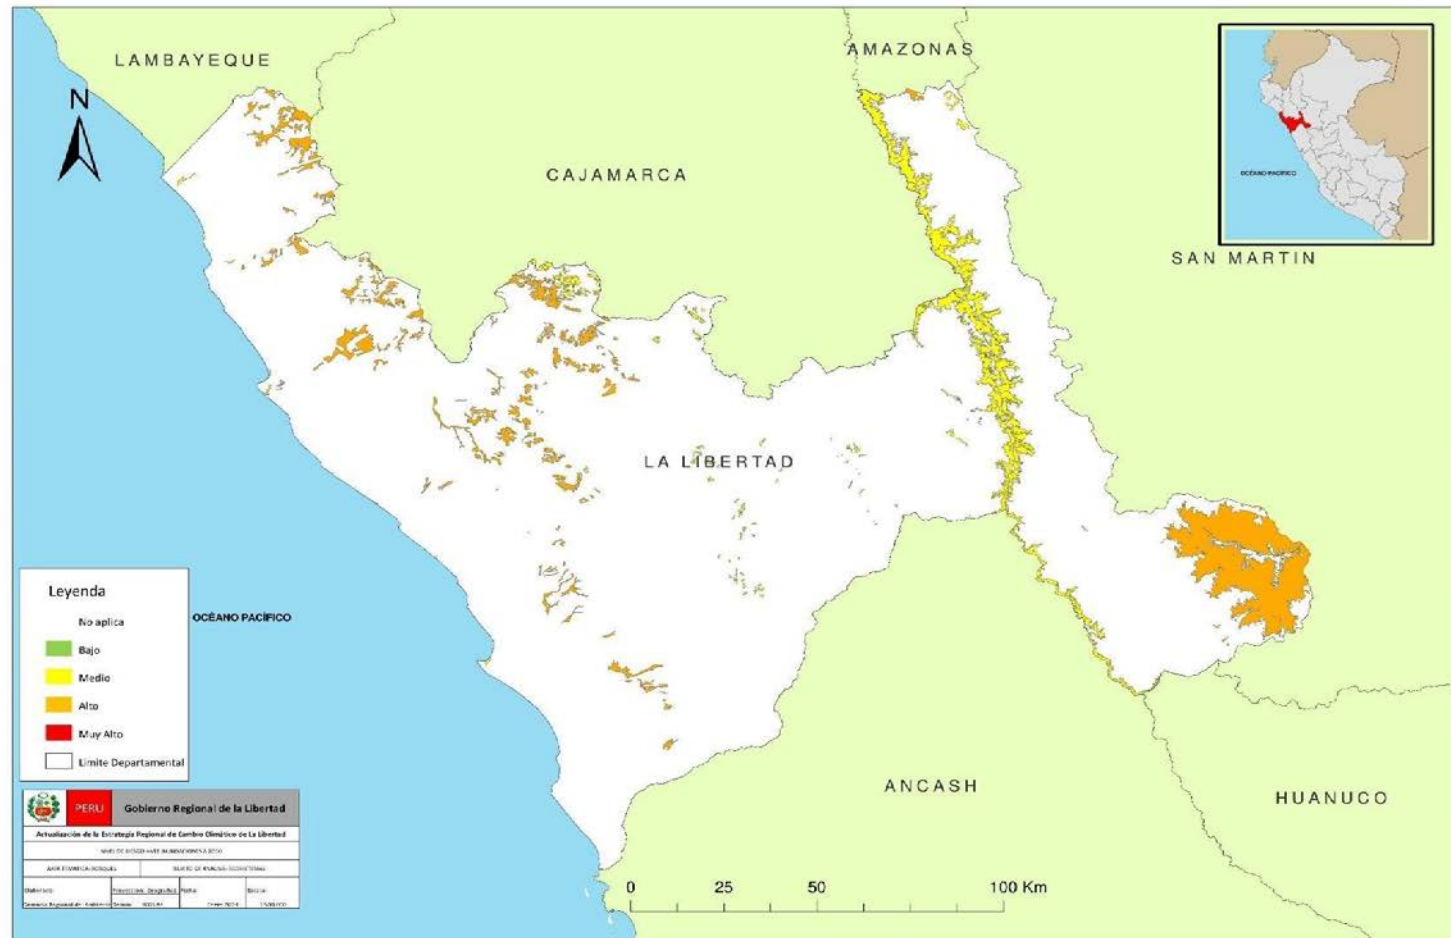 LAMBAYEQUE
AMAZONAS
N
CAJAMARCA
OCÉANO PACÍFICO
SAN MARTIN
LA LIBERTAD
Leyenda
No aplica
Bajo
Medio
Alto
Muy Alto
Limite Departamental
OCÉANO PACÍFICO
ANCASH
HUANUCO
PERU
Gobierno Regional de la Libertad
Actualización de la Estrategia Regional de Cambio Climático de La Libertad
0 25 50 100 Km